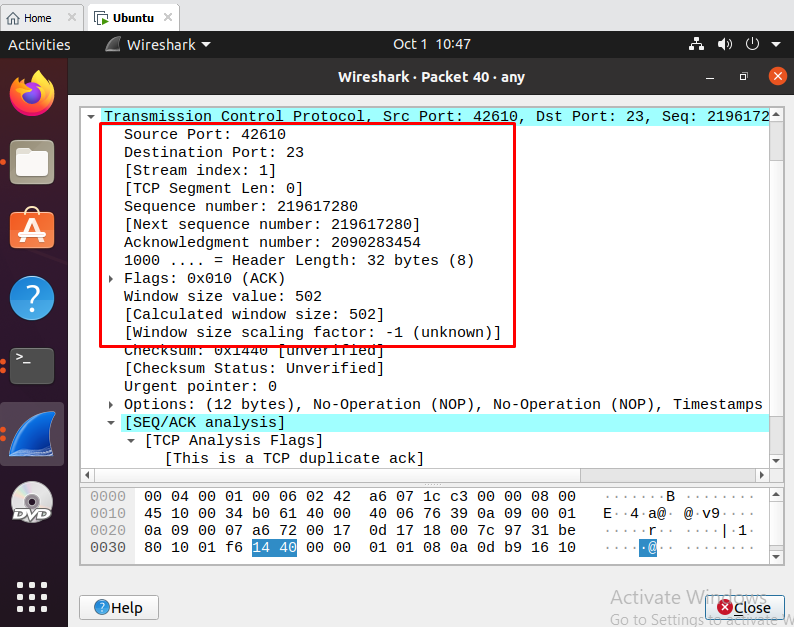 Home × Ubuntu ×
Activities Wireshark Oct 1 10:47
Wireshark · Packet 40 · any
Transmission Control Protocol, Src Port: 42610, Dst Port: 23, Seq: 2196172
Source Port: 42610
Destination Port: 23
[Stream index: 1]
[TCP Segment Len: 0]
Sequence number: 219617280
[Next sequence number: 219617280]
Acknowledgment number: 2090283454
1000 .... = Header Length: 32 bytes (8)
Flags: 0x010 (ACK)
Window size value: 502
[Calculated window size: 502]
[Window size scaling factor: -1 (unknown)]
Checksum: 0x1440 [unverified]
[Checksum Status: Unverified]
Urgent pointer: 0
Options: (12 bytes), No-Operation (NOP), No-Operation (NOP), Timestamps
[SEQ/ACK analysis]
[TCP Analysis Flags]
[This is a TCP duplicate ack]
0000 00 04 00 01 00 06 02 42 a6 07 1c c3 00 00 08 00 ·······B ········
0010 45 10 00 34 b0 61 40 00 40 06 76 39 0a 09 00 01 E··4·a@· @·v9····
0020 0a 09 00 07 a6 72 00 17 0d 17 18 00 7c 97 31 be ·····r·· ····|·1·
0030 80 10 01 f6 14 40 00 00 01 01 08 0a 0d b9 16 10 ·····@·· ········
DVD
Help
Close
Activate Windows
Go to Settings to activate W